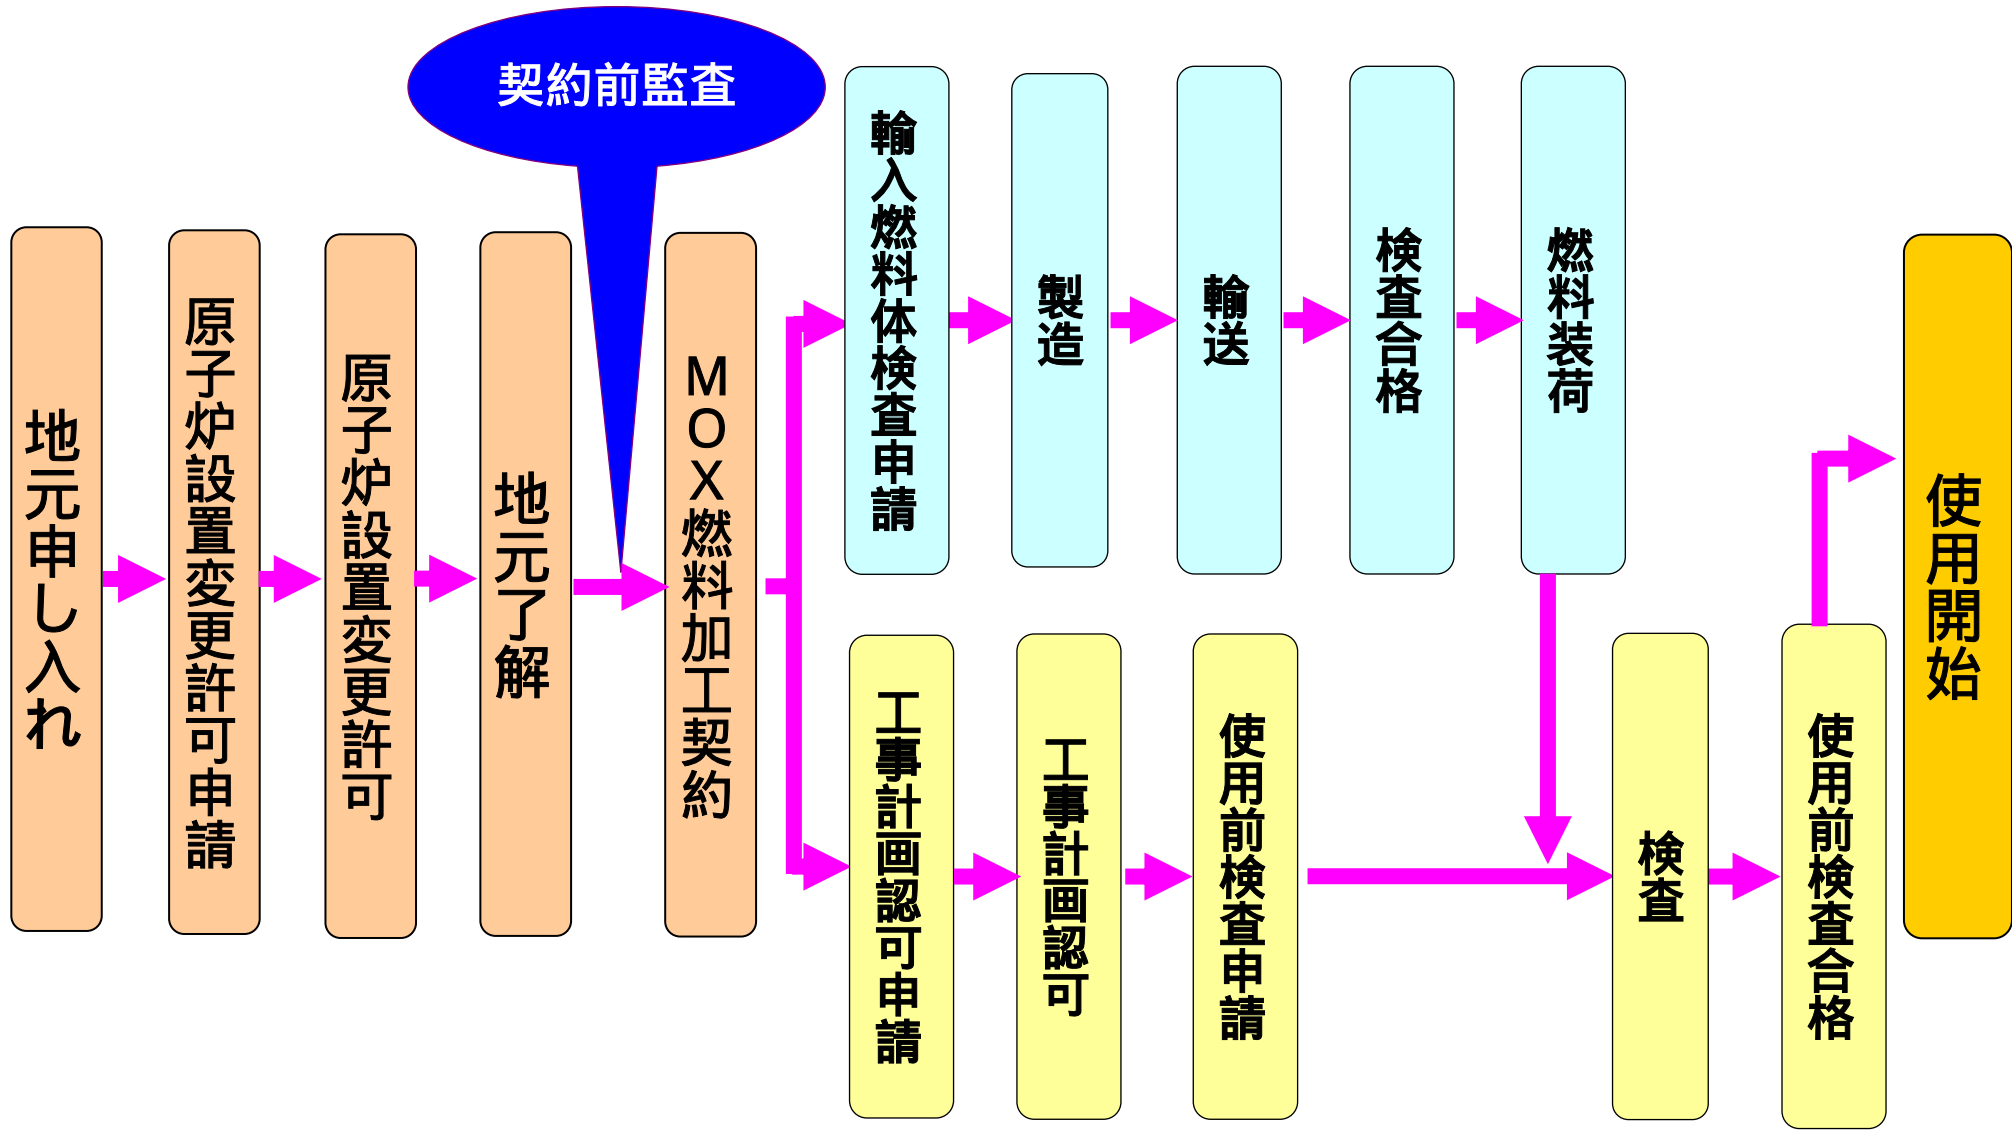 契約前監査
地元申し入れ
原子炉設置変更許可申請
原子炉設置変更許可
地元了解
ＭＯＸ燃料加工契約
輸入燃料体検査申請
製造
輸送
検査合格
燃料装荷
工事計画認可申請
工事計画認可
使用前検査申請
検査
使用前検査合格
使用開始